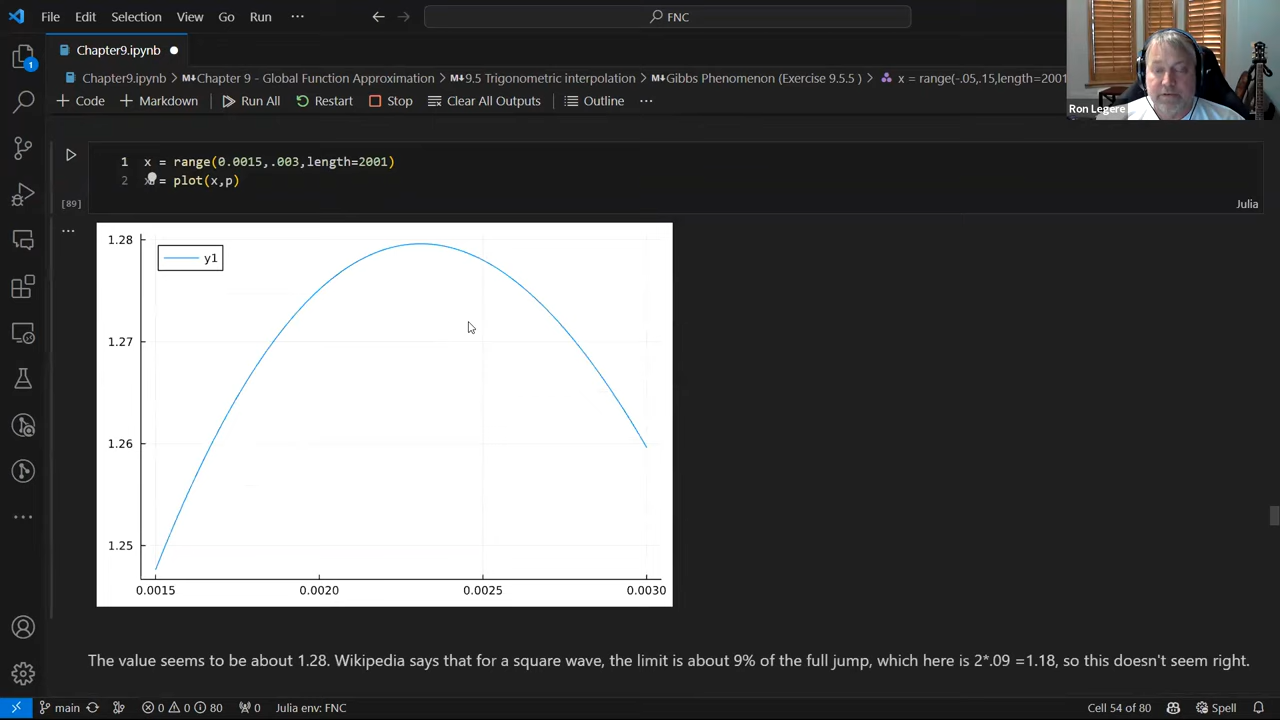 File Edit Selection View Go Run ··· FNC
Chapter9.ipynb
Chapter9.ipynb > Chapter 9 - Global Function Approximation > 9.5 Trigonometric interpolation > Gibbs Phenomenon (Exercise 9.5.5) > x = range(-.05,.15,length=2001
Ron Legere
+ Code + Markdown Run All Restart Stop Clear All Outputs Outline ···
1 x = range(0.0015,.003,length=2001)
2 = plot(x,p)
[89]
Julia
1
1.28
y1
1.27
1.26
1.25
0.0015 0.0020 0.0025 0.0030
The value seems to be about 1.28. Wikipedia says that for a square wave, the limit is about 9% of the full jump, which here is 2*.09 =1.18, so this doesn't seem right.
main 0 0 80 0 Julia env: FNC Cell 54 of 80 Spell